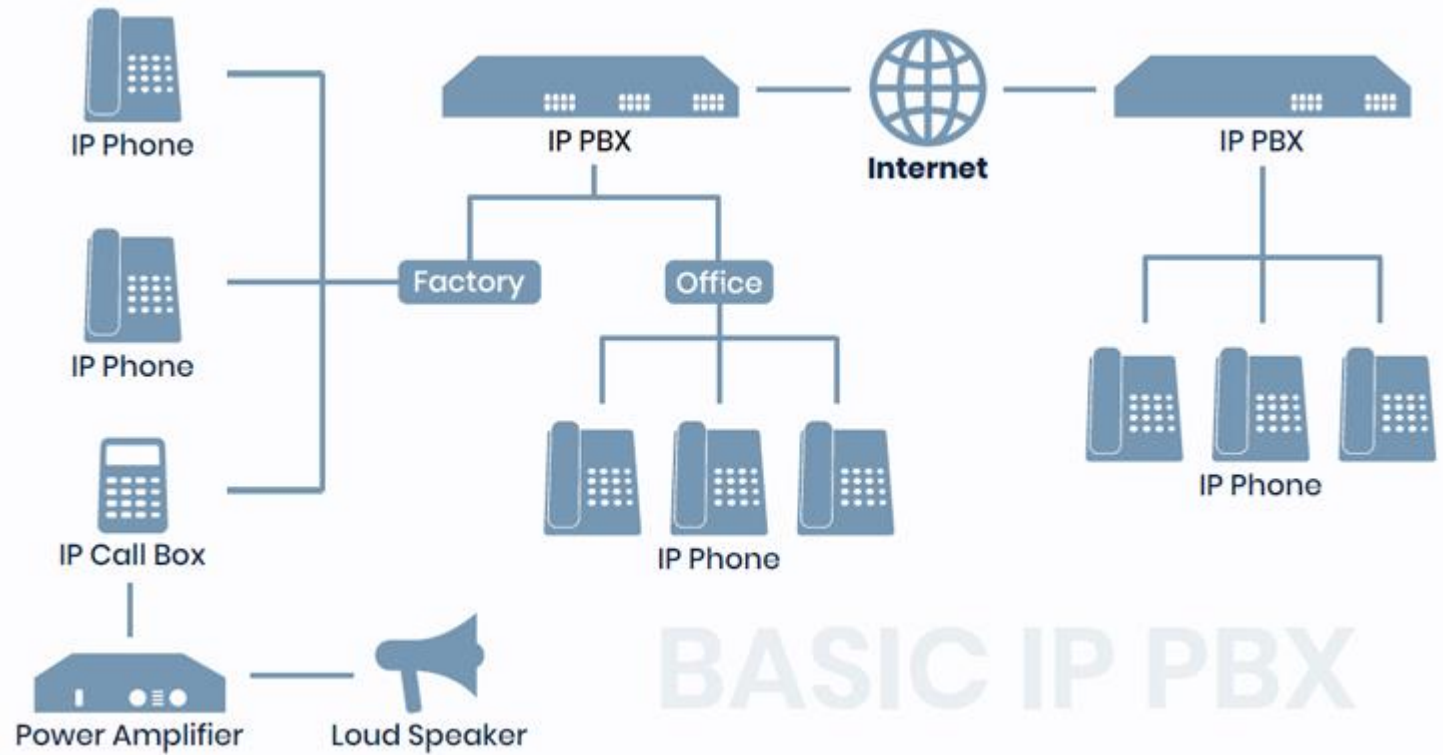 IP Phone
IP PBX
Internet
IP PBX
Factory
Office
IP Phone
IP Phone
IP Call Box
IP Phone
Power Amplifier
Loud Speaker
BASIC IP PBX